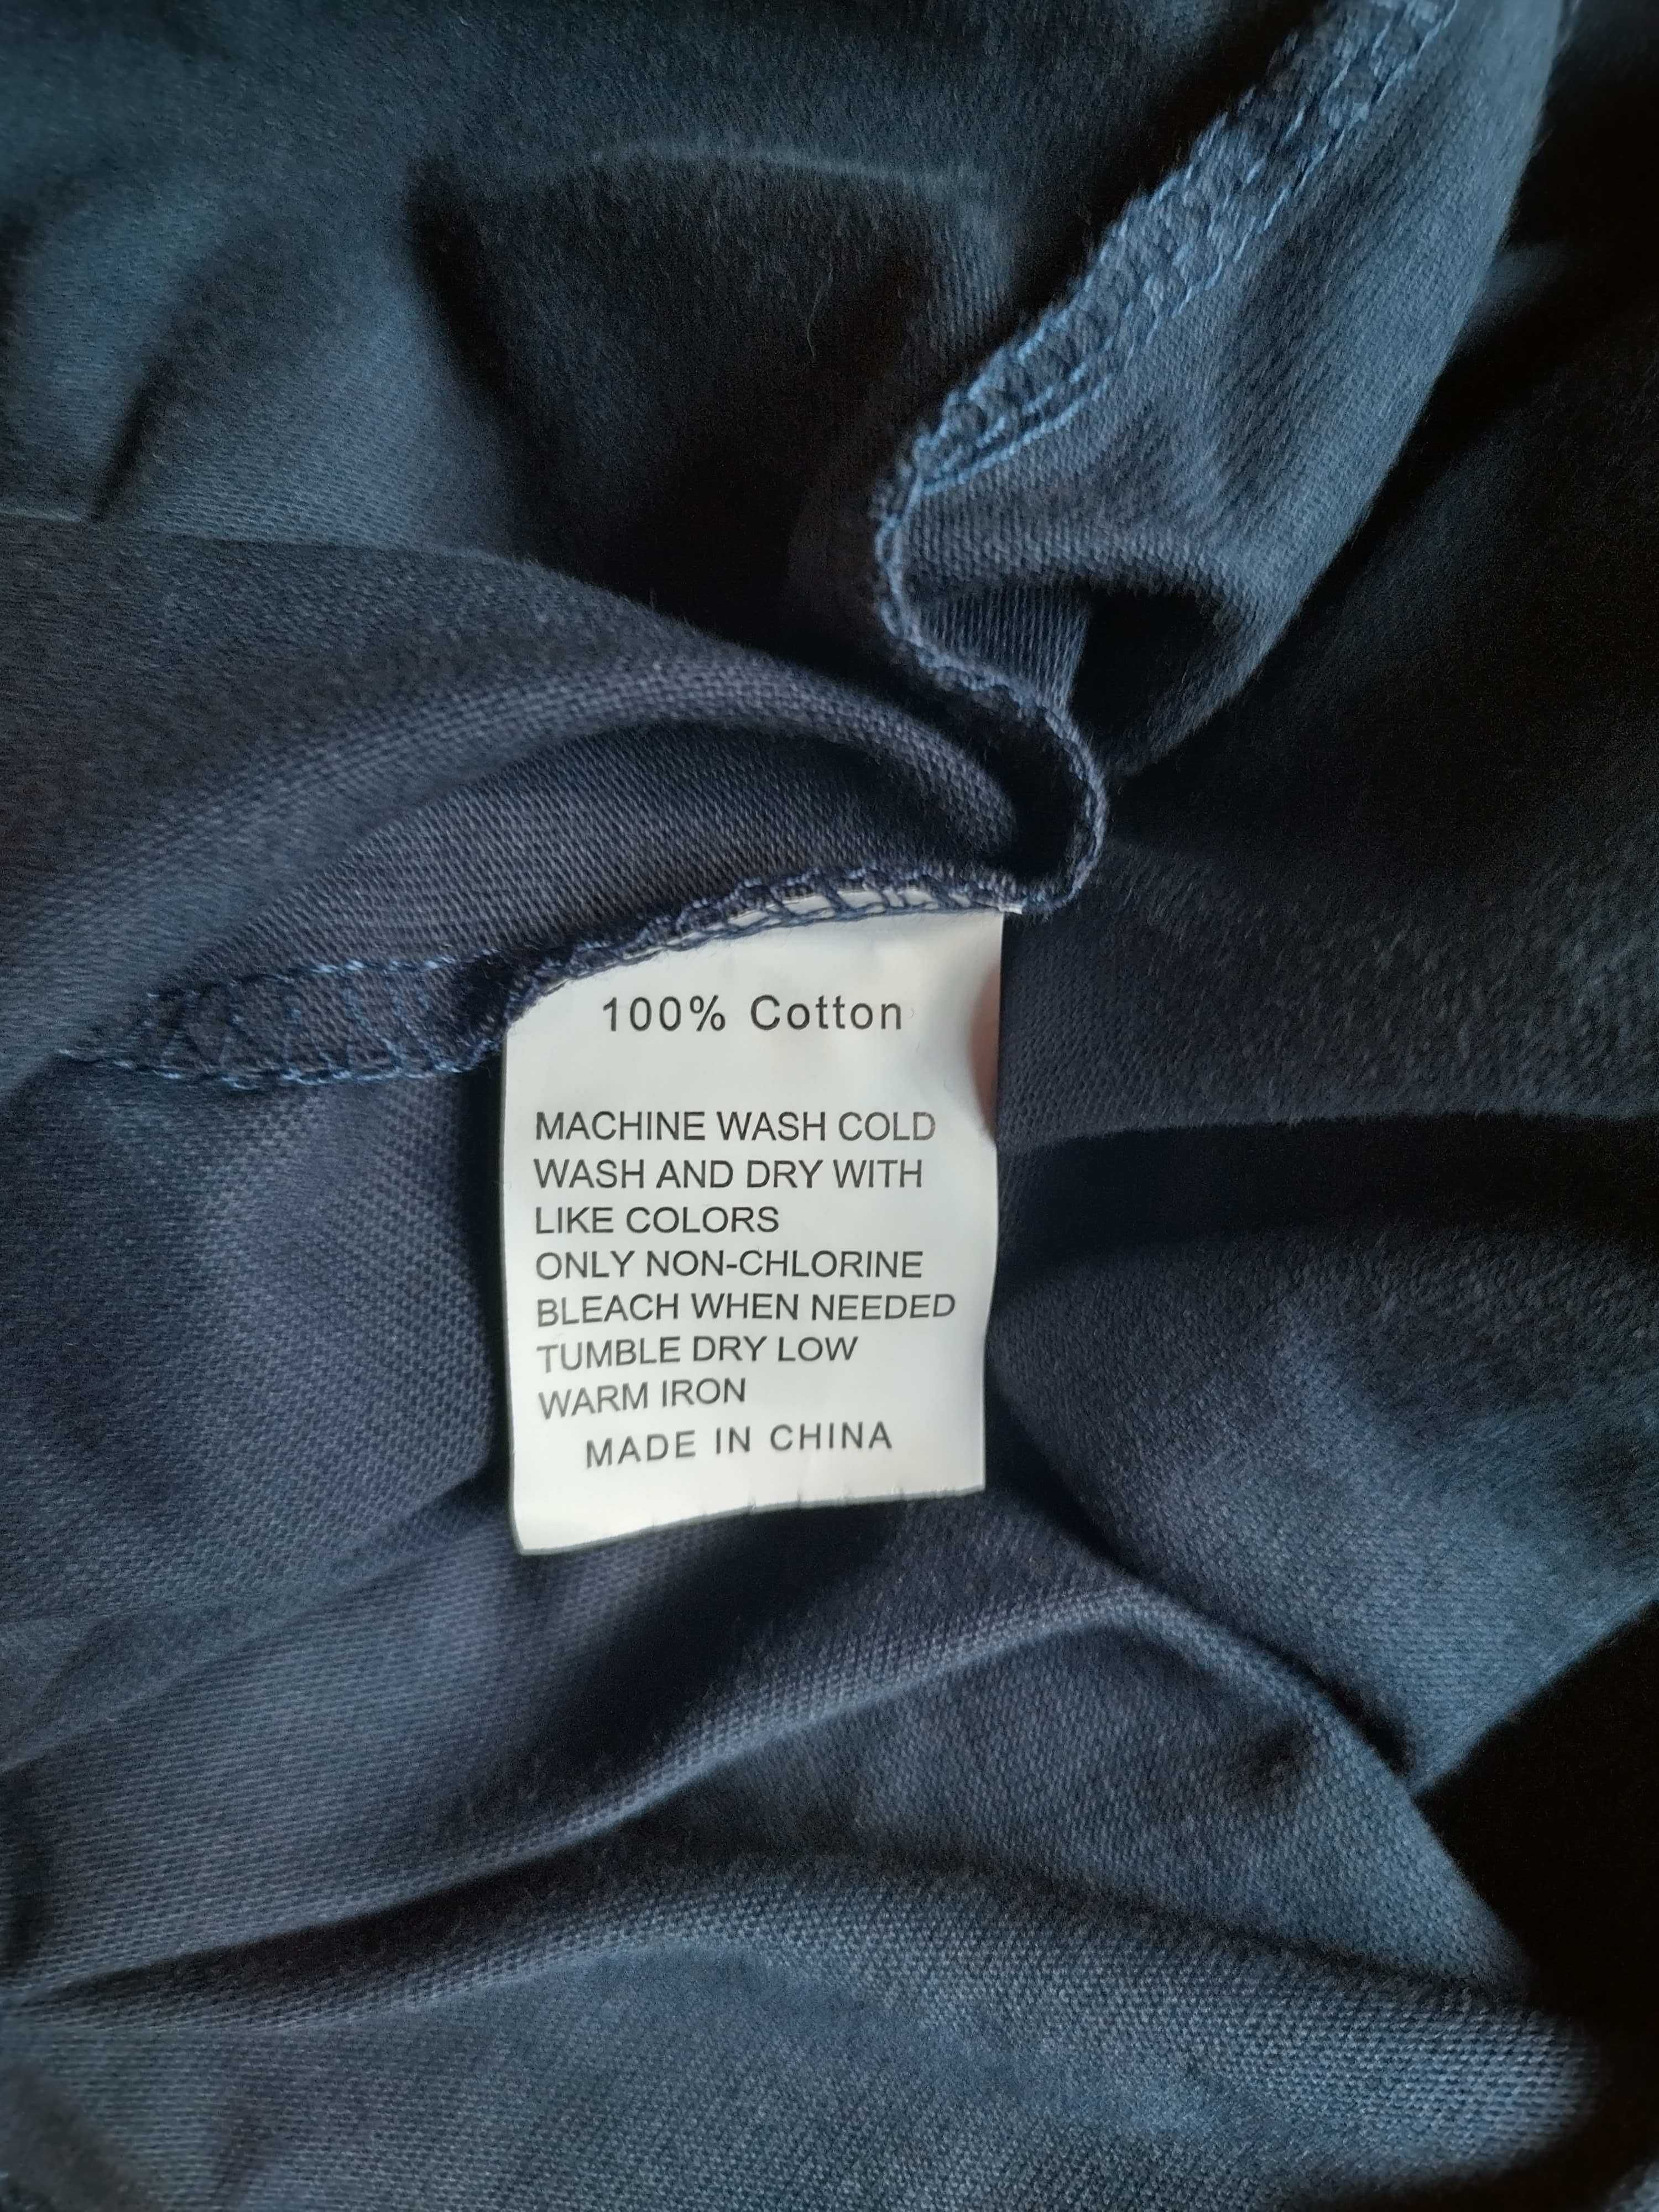 100% Cotton
MACHINE WASH COLD
WASH AND DRY WITH
LIKE COLORS
ONLY NON-CHLORINE
BLEACH WHEN NEEDED
TUMBLE DRY LOW
WARM IRON
MADE IN CHINA